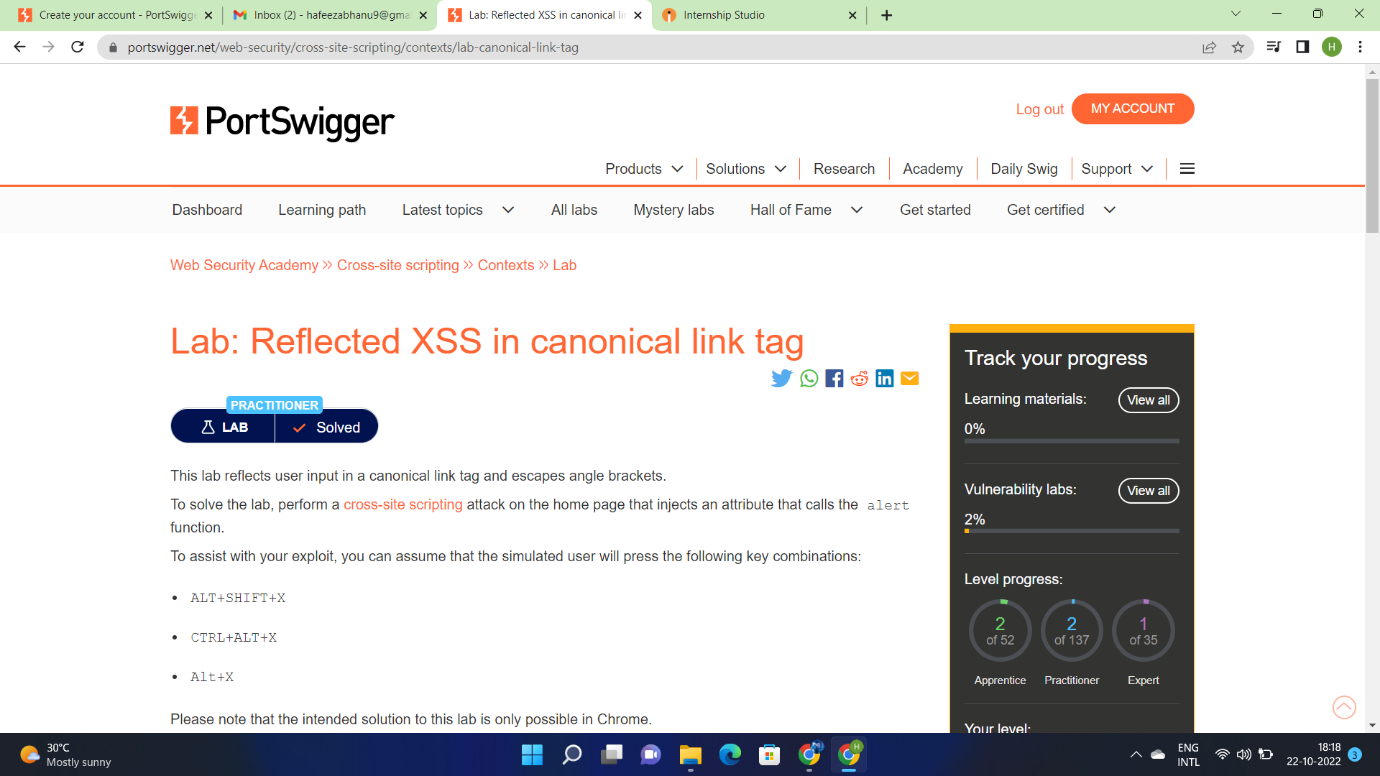 Create your account - PortSwigge
Inbox (2) - hafeezabhanu9@gmai
Lab: Reflected XSS in canonical li
Internship Studio
portswigger.net/web-security/cross-site-scripting/contexts/lab-canonical-link-tag
H
PortSwigger
Log out
MY ACCOUNT
Products
Solutions
Research
Academy
Daily Swig
Support
Dashboard
Learning path
Latest topics
All labs
Mystery labs
Hall of Fame
Get started
Get certified
Web Security Academy » Cross-site scripting » Contexts » Lab
Lab: Reflected XSS in canonical link tag
PRACTITIONER
LAB
Solved
This lab reflects user input in a canonical link tag and escapes angle brackets.
To solve the lab, perform a cross-site scripting attack on the home page that injects an attribute that calls the alert
function.
To assist with your exploit, you can assume that the simulated user will press the following key combinations:
• ALT+SHIFT+X
• CTRL+ALT+X
• Alt+X
Please note that the intended solution to this lab is only possible in Chrome.
Track your progress
Learning materials:
View all
0%
Vulnerability labs:
View all
2%
Level progress:
2
of 52
2
of 137
1
of 35
Apprentice
Practitioner
Expert
Your level:
30°C
Mostly sunny
ENG
INTL
18:18
22-10-2022
3